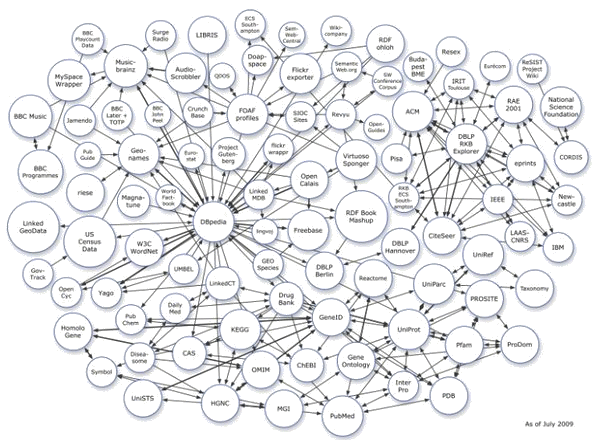 BBC
Playcount
Data
Surge
Radio
LIBRIS
ECS
South-
ampton
Sem-
Web-
Central
Wiki-
company
RDF
ohloh
Music-
brainz
Audio-
Scrobbler
QDOS
Doap-
space
Flickr
exporter
Semantic
Web.org
Buda-
pest
BME
Resex
Eurécom
ReSIST
Project
Wiki
MySpace
Wrapper
GW
Conference
Corpus
IRIT
Toulouse
RAE
2001
National
Science
Foundation
BBC Music
Jamendo
BBC
Later +
TOTP
BBC
John
Peel
Crunch
Base
FOAF
profiles
SIOC
Sites
Revyu
Open-
Guides
ACM
DBLP
RKB
Explorer
BBC
Programmes
Pub
Guide
Geo-
names
Euro-
stat
Project
Guten-
berg
flickr
wrappr
Virtuoso
Sponger
Pisa
eprints
CORDIS
riese
Magna-
tune
World
Fact-
book
Linked
MDB
Open
Calais
RKB
ECS
South-
ampton
IEEE
New-
castle
Linked
GeoData
US
Census
Data
DBpedia
lingvoj
Freebase
RDF Book
Mashup
CiteSeer
LAAS-
CNRS
IBM
W3C
WordNet
DBLP
Hannover
Gov-
Track
UMBEL
GEO
Species
DBLP
Berlin
UniRef
Open
Cyc
Yago
LinkedCT
Reactome
UniParc
Taxonomy
Daily
Med
Drug
Bank
PROSITE
Pub
Chem
GeneID
Homolo
Gene
KEGG
UniProt
Pfam
ProDom
Disea-
some
CAS
ChEBI
Gene
Ontology
Symbol
OMIM
Inter
Pro
UniSTS
HGNC
MGI
PubMed
PDB
As of July 2009